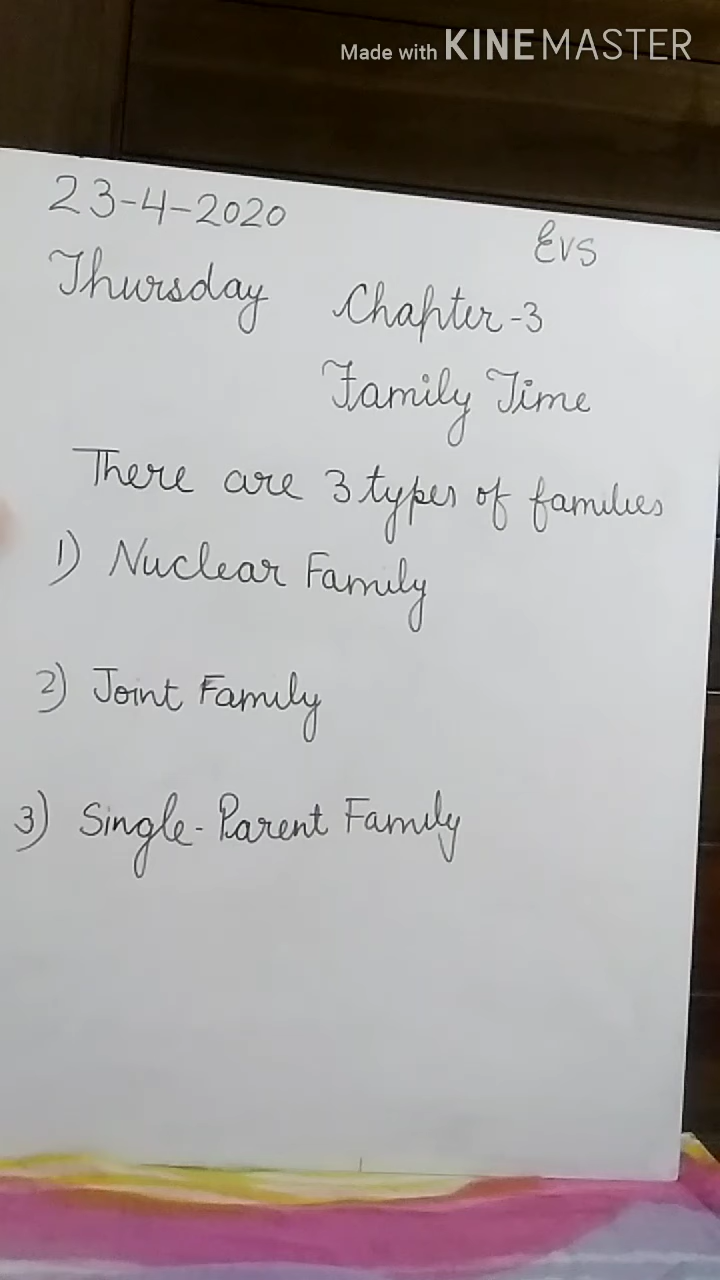 Made with KINEMASTER
23-4-2020
EVS
Thursday Chapter-3
Family Time
There are 3 types of families
1) Nuclear Family
2) Joint Family
3) Single-Parent Family